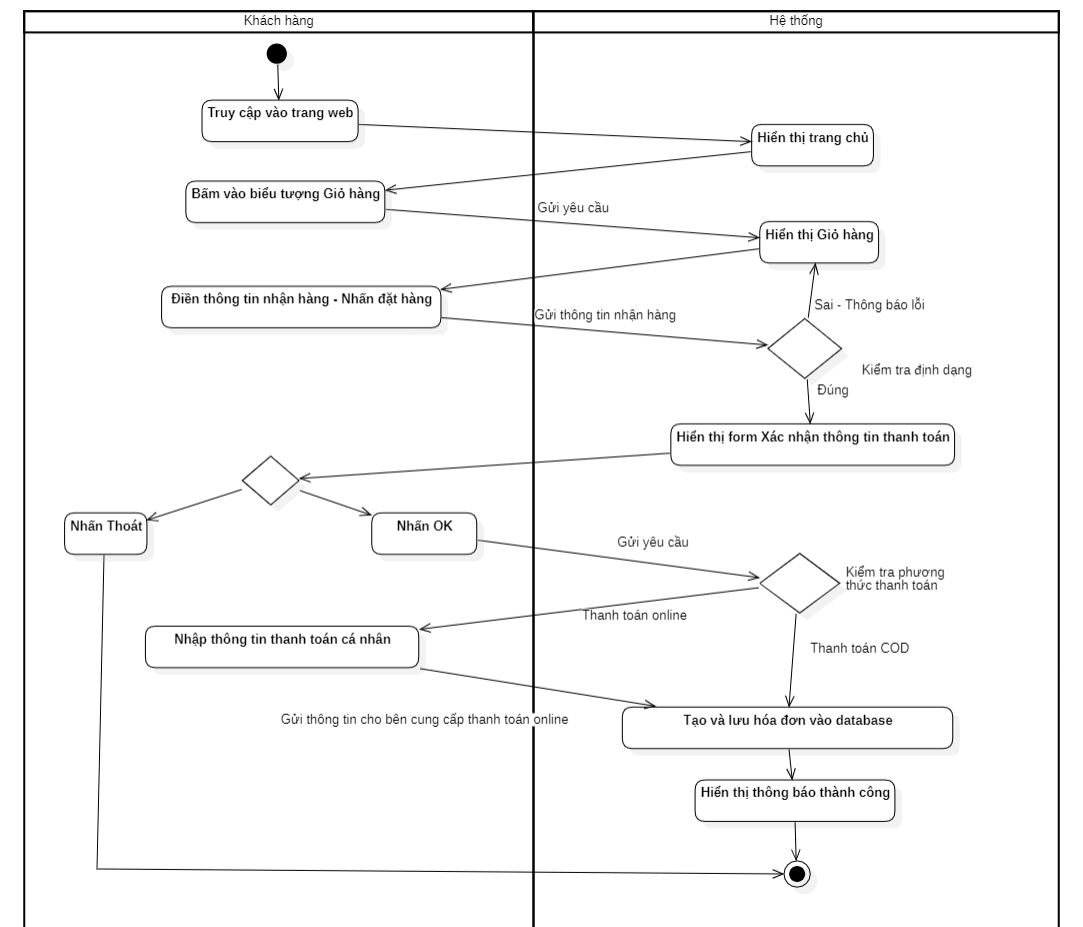 Khách hàng
Hệ thống
Truy cập vào trang web
Hiển thị trang chủ
Bấm vào biểu tượng Giỏ hàng
Gửi yêu cầu
Hiển thị Giỏ hàng
Điền thông tin nhận hàng - Nhấn đặt hàng
Sai - Thông báo lỗi
Gửi thông tin nhận hàng
Kiểm tra định dạng
Đúng
Hiển thị form Xác nhận thông tin thanh toán
Nhấn Thoát
Nhấn OK
Gửi yêu cầu
Kiểm tra phương
thức thanh toán
Thanh toán online
Nhập thông tin thanh toán cá nhân
Thanh toán COD
Gửi thông tin cho bên cung cấp thanh toán online
Tạo và lưu hóa đơn vào database
Hiển thị thông báo thành công